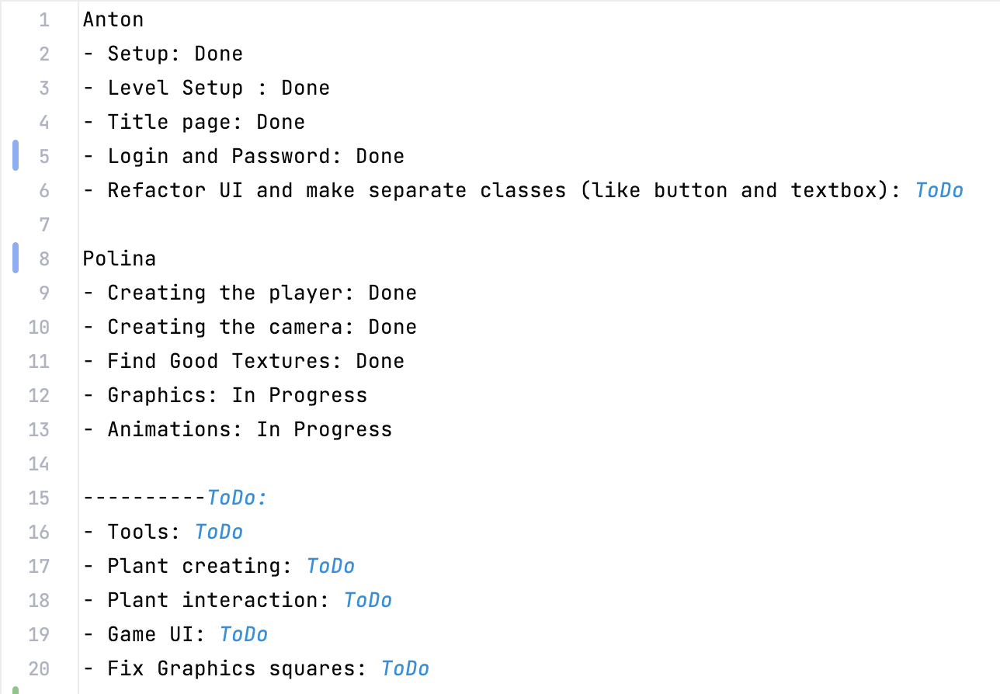 1 Anton
2 - Setup: Done
3 - Level Setup : Done
4 - Title page: Done
5 - Login and Password: Done
6 - Refactor UI and make separate classes (like button and textbox): ToDo
7
8 Polina
9 - Creating the player: Done
10 - Creating the camera: Done
11 - Find Good Textures: Done
12 - Graphics: In Progress
13 - Animations: In Progress
14
15 ----------ToDo:
16 - Tools: ToDo
17 - Plant creating: ToDo
18 - Plant interaction: ToDo
19 - Game UI: ToDo
20 - Fix Graphics squares: ToDo